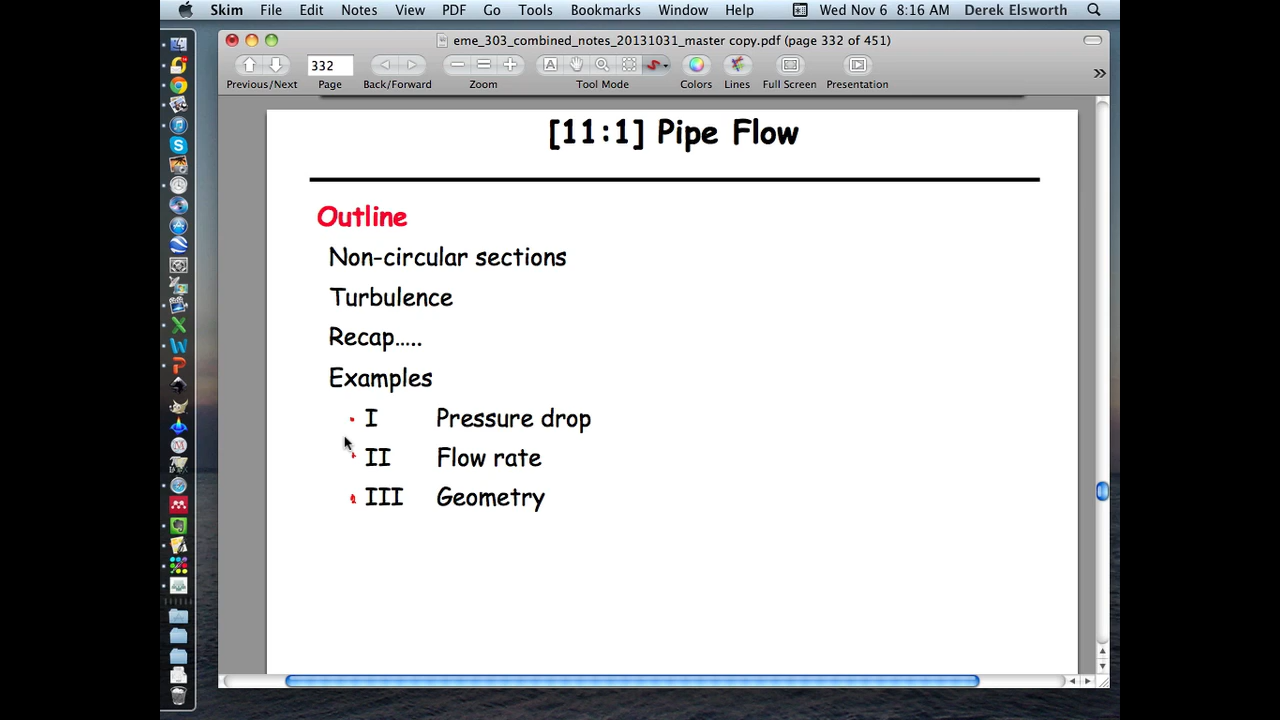 Skim File Edit Notes View PDF Go Tools Bookmarks Window Help Wed Nov 6 8:16 AM Derek Elsworth
eme_303_combined_notes_20131031_master copy.pdf (page 332 of 451)
332
Previous/Next Page Back/Forward Zoom Tool Mode Colors Lines Full Screen Presentation
[11:1] Pipe Flow
Outline
Non-circular sections
Turbulence
Recap.....
Examples
I Pressure drop
II Flow rate
III Geometry